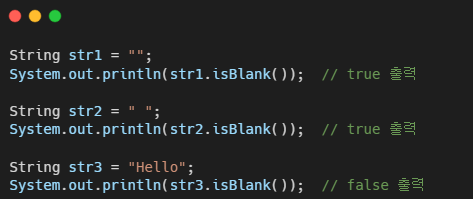 String str1 = "";
System.out.println(str1.isBlank());  // true 출력
String str2 = " ";
System.out.println(str2.isBlank());  // true 출력
String str3 = "Hello";
System.out.println(str3.isBlank());  // false 출력